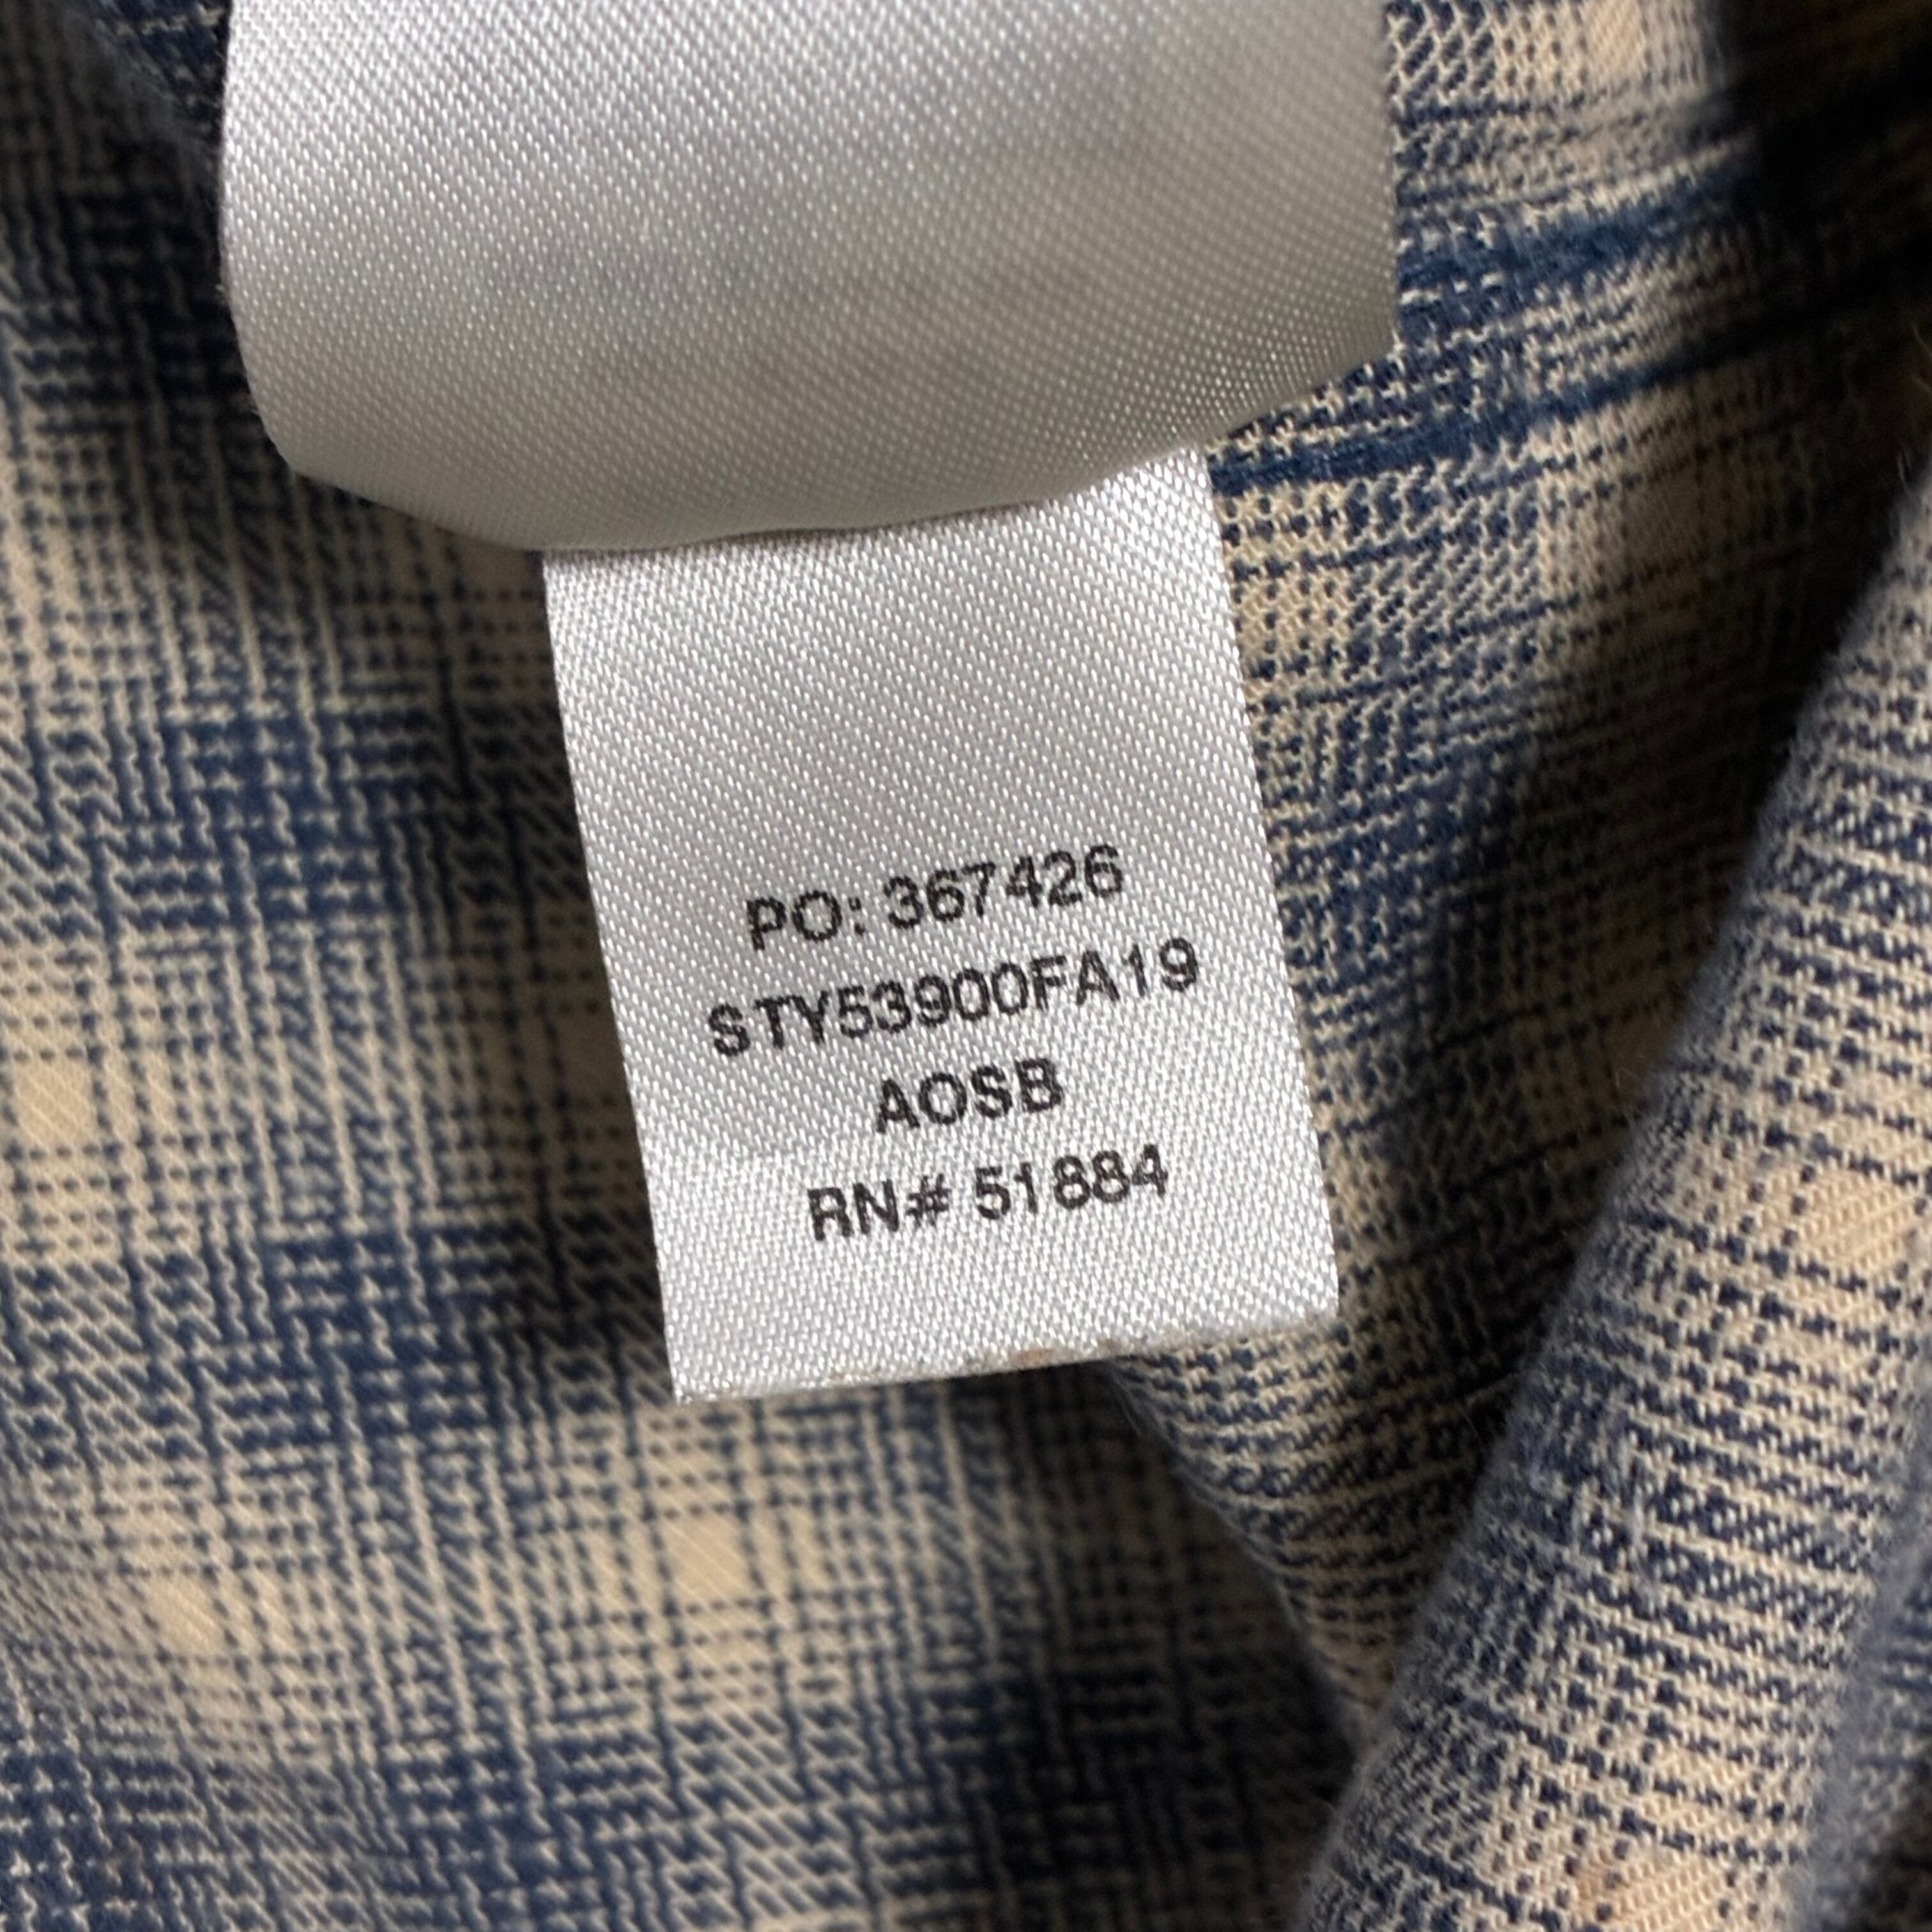 PO: 367426
STY53900FA19
AOSB
RN# 51884